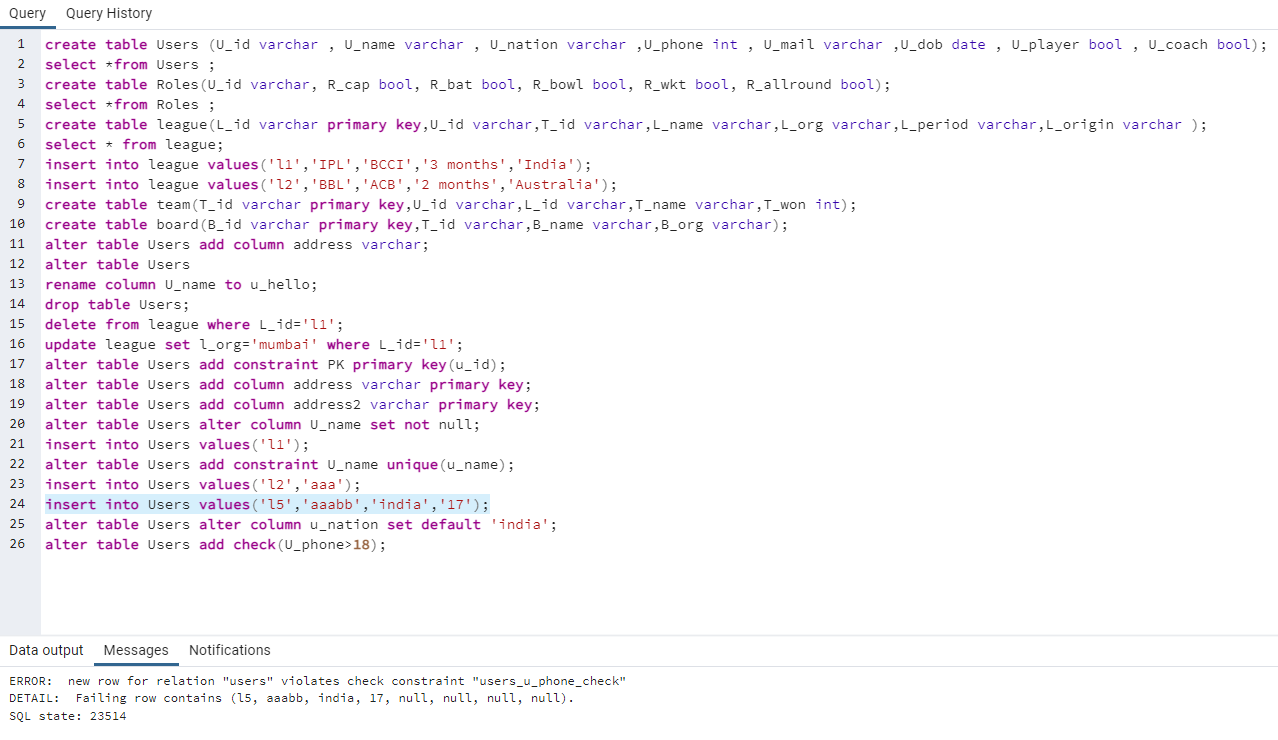 Query Query History
1 create table Users (U_id varchar , U_name varchar , U_nation varchar ,U_phone int , U_mail varchar ,U_dob date , U_player bool , U_coach bool);
2 select *from Users ;
3 create table Roles(U_id varchar, R_cap bool, R_bat bool, R_bowl bool, R_wkt bool, R_allround bool);
4 select *from Roles ;
5 create table league(L_id varchar primary key,U_id varchar,T_id varchar,L_name varchar,L_org varchar,L_period varchar,L_origin varchar );
6 select * from league;
7 insert into league values('l1','IPL','BCCI','3 months','India');
8 insert into league values('l2','BBL','ACB','2 months','Australia');
9 create table team(T_id varchar primary key,U_id varchar,L_id varchar,T_name varchar,T_won int);
10 create table board(B_id varchar primary key,T_id varchar,B_name varchar,B_org varchar);
11 alter table Users add column address varchar;
12 alter table Users
13 rename column U_name to u_hello;
14 drop table Users;
15 delete from league where L_id='l1';
16 update league set l_org='mumbai' where L_id='l1';
17 alter table Users add constraint PK primary key(u_id);
18 alter table Users add column address varchar primary key;
19 alter table Users add column address2 varchar primary key;
20 alter table Users alter column U_name set not null;
21 insert into Users values('l1');
22 alter table Users add constraint U_name unique(u_name);
23 insert into Users values('l2','aaa');
24 insert into Users values('l5','aaabb','india','17');
25 alter table Users alter column u_nation set default 'india';
26 alter table Users add check(U_phone>18);
Data output Messages Notifications
ERROR:  new row for relation "users" violates check constraint "users_u_phone_check"
DETAIL:  Failing row contains (l5, aaabb, india, 17, null, null, null, null).
SQL state: 23514